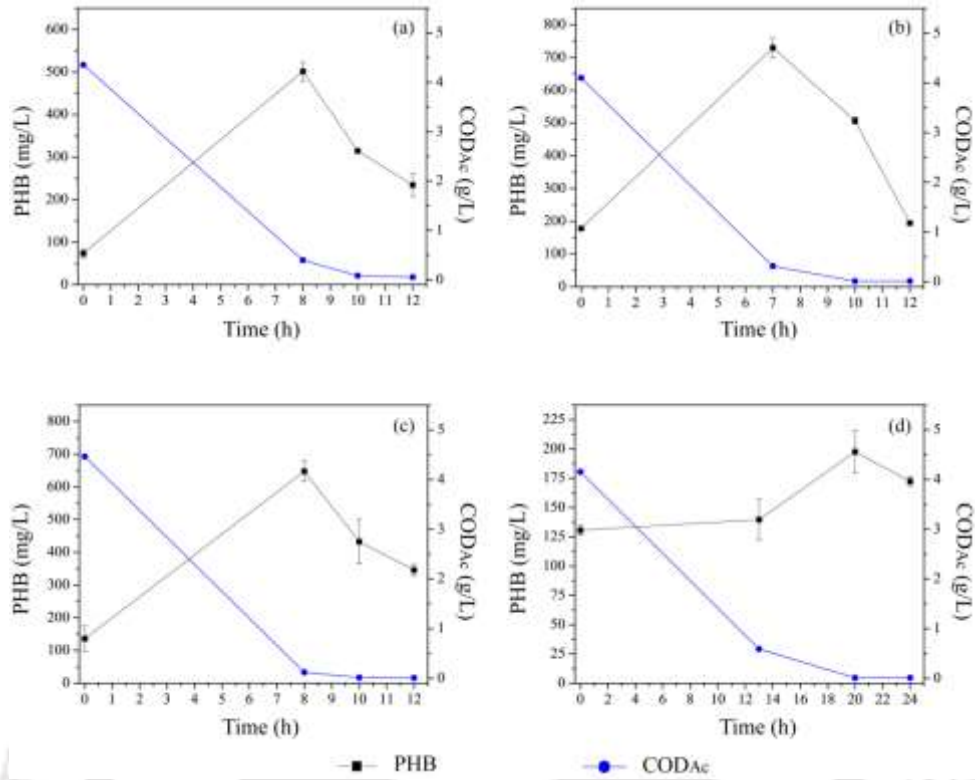 (a)
600
500
400
300
200
100
0
PHB (mg/L)
5
4
3
2
1
0
CODAc (g/L)
0 1 2 3 4 5 6 7 8 9 10 11 12
Time (h)
(b)
800
700
600
500
400
300
200
100
0
PHB (mg/L)
5
4
3
2
1
0
CODAc (g/L)
0 1 2 3 4 5 6 7 8 9 10 11 12
Time (h)
(c)
800
700
600
500
400
300
200
100
0
PHB (mg/L)
5
4
3
2
1
0
CODAc (g/L)
0 1 2 3 4 5 6 7 8 9 10 11 12
Time (h)
(d)
225
200
175
150
125
100
75
50
25
0
PHB (mg/L)
5
4
3
2
1
0
CODAc (g/L)
0 2 4 6 8 10 12 14 16 18 20 22 24
Time (h)
PHB CODAc